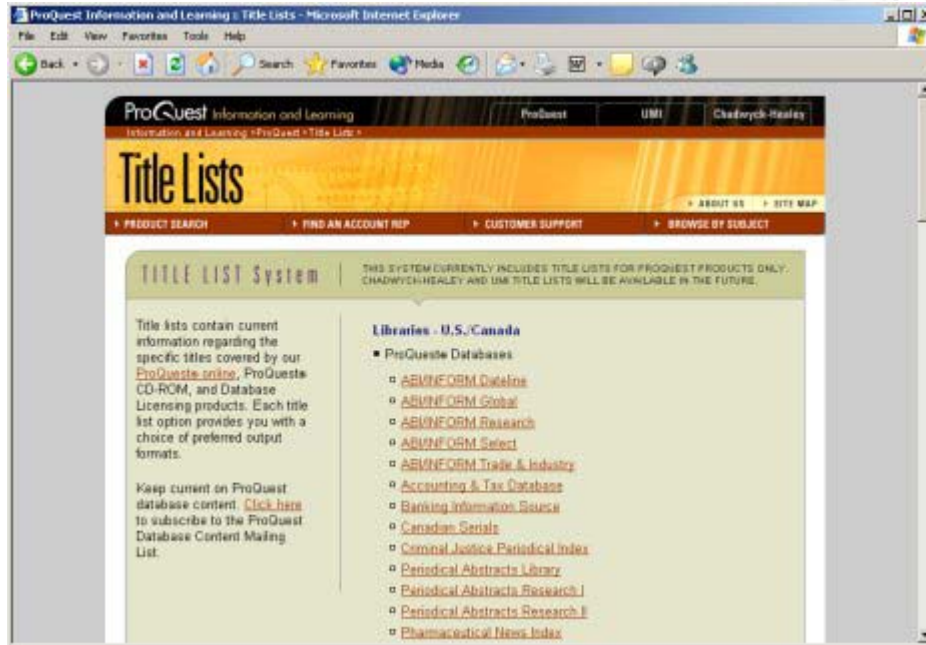 ProQuest Information and Learning : Title Lists - Microsoft Internet Explorer
File Edit View Favorites Tools Help
Back Search Favorites Media
ProQuest Information and Learning
ProQuest UMI Chadwyck-Healey
Information and Learning > ProQuest > Title Lists >
Title Lists
ABOUT US SITE MAP
PRODUCT SEARCH FIND AN ACCOUNT REP CUSTOMER SUPPORT BROWSE BY SUBJECT
TITLE LIST System
THIS SYSTEM CURRENTLY INCLUDES TITLE LISTS FOR PROQUEST PRODUCTS ONLY.
CHADWYCK-HEALEY AND UMI TITLE LISTS WILL BE AVAILABLE IN THE FUTURE.
Title lists contain current
information regarding the
specific titles covered by our
ProQuest® online, ProQuest®
CD-ROM, and Database
Licensing products. Each title
list option provides you with a
choice of preferred output
formats.
Keep current on ProQuest
database content. Click here
to subscribe to the ProQuest
Database Content Mailing
List.
Libraries - U.S./Canada
ProQuest® Databases
ABI/INFORM Dateline
ABI/INFORM Global
ABI/INFORM Research
ABI/INFORM Select
ABI/INFORM Trade & Industry
Accounting & Tax Database
Banking Information Source
Canadian Serials
Criminal Justice Periodical Index
Periodical Abstracts Library
Periodical Abstracts Research I
Periodical Abstracts Research II
Pharmaceutical News Index